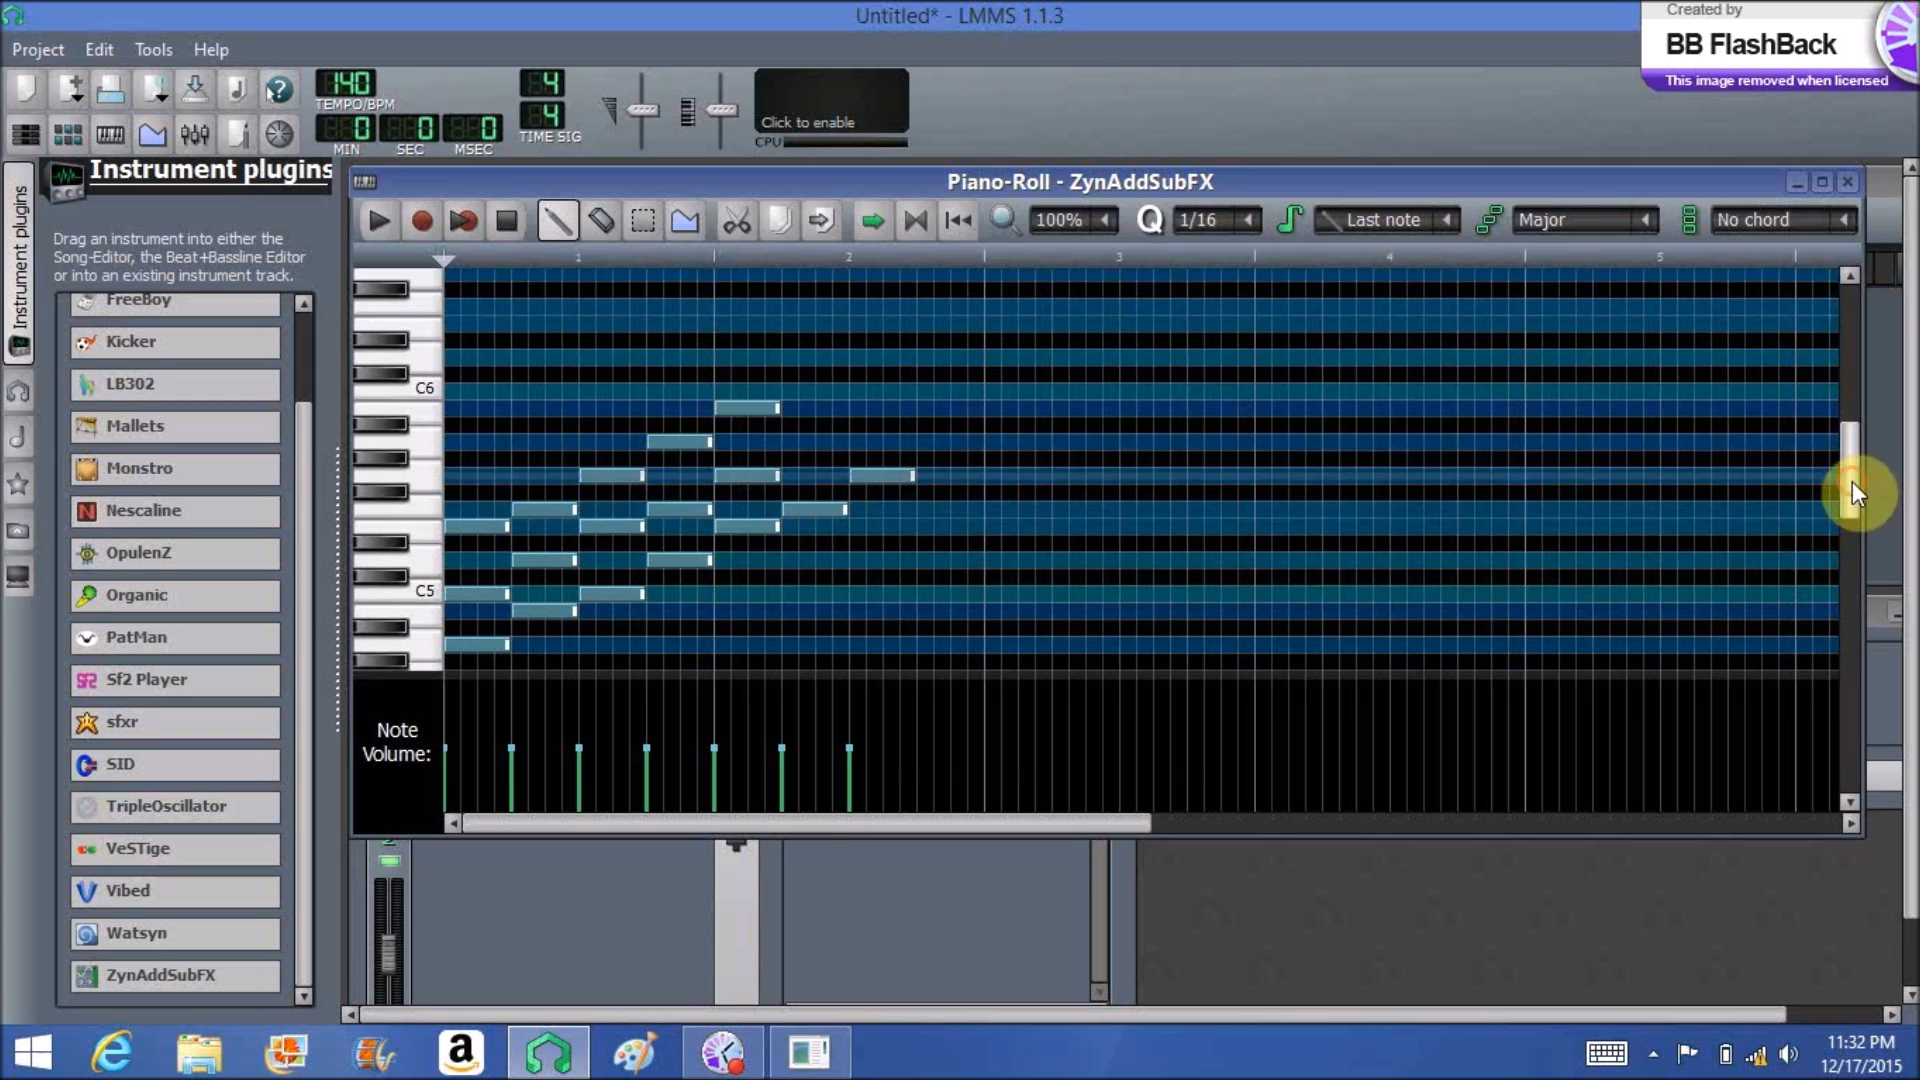 Untitled* - LMMS 1.1.3
Created by
BB FlashBack
This image removed when licensed
Project Edit Tools Help
140
TEMPO/BPM
0 0 0
MIN SEC MSEC
4
4
TIME SIG
Click to enable
CPU
Instrument plugins
Instrument plugins
Drag an instrument into either the
Song-Editor, the Beat+Bassline Editor
or into an existing instrument track.
FreeBoy
Kicker
LB302
Mallets
Monstro
Nescaline
OpulenZ
Organic
PatMan
Sf2 Player
sfxr
SID
TripleOscillator
VeSTige
Vibed
Watsyn
ZynAddSubFX
Piano-Roll - ZynAddSubFX
100% Q 1/16 Last note Major No chord
1 2 3 4 5
C6
C5
Note
Volume:
11:32 PM
12/17/2015